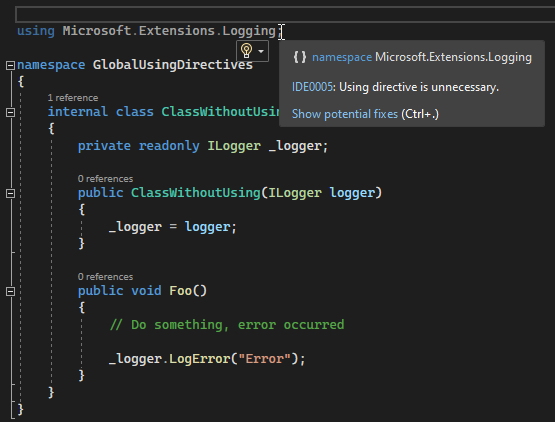 using Microsoft.Extensions.Logging;
{ } namespace Microsoft.Extensions.Logging
IDE0005: Using directive is unnecessary.
Show potential fixes (Ctrl+.)
namespace GlobalUsingDirectives
{
1 reference
internal class ClassWithoutUsin
{
private readonly ILogger _logger;
0 references
public ClassWithoutUsing(ILogger logger)
{
_logger = logger;
}
0 references
public void Foo()
{
// Do something, error occurred
_logger.LogError("Error");
}
}
}